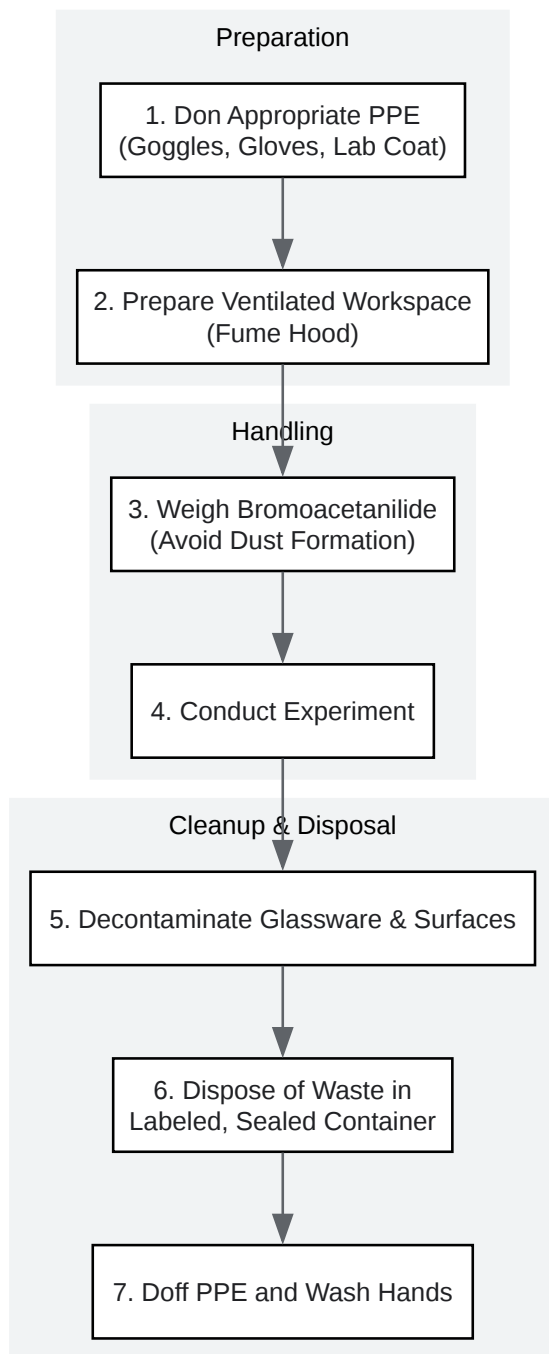 Preparation
1. Don Appropriate PPE
(Goggles, Gloves, Lab Coat)
2. Prepare Ventilated Workspace
(Fume Hood)
Handling
3. Weigh Bromoacetanilide
(Avoid Dust Formation)
4. Conduct Experiment
Cleanup & Disposal
5. Decontaminate Glassware & Surfaces
6. Dispose of Waste in
Labeled, Sealed Container
7. Doff PPE and Wash Hands